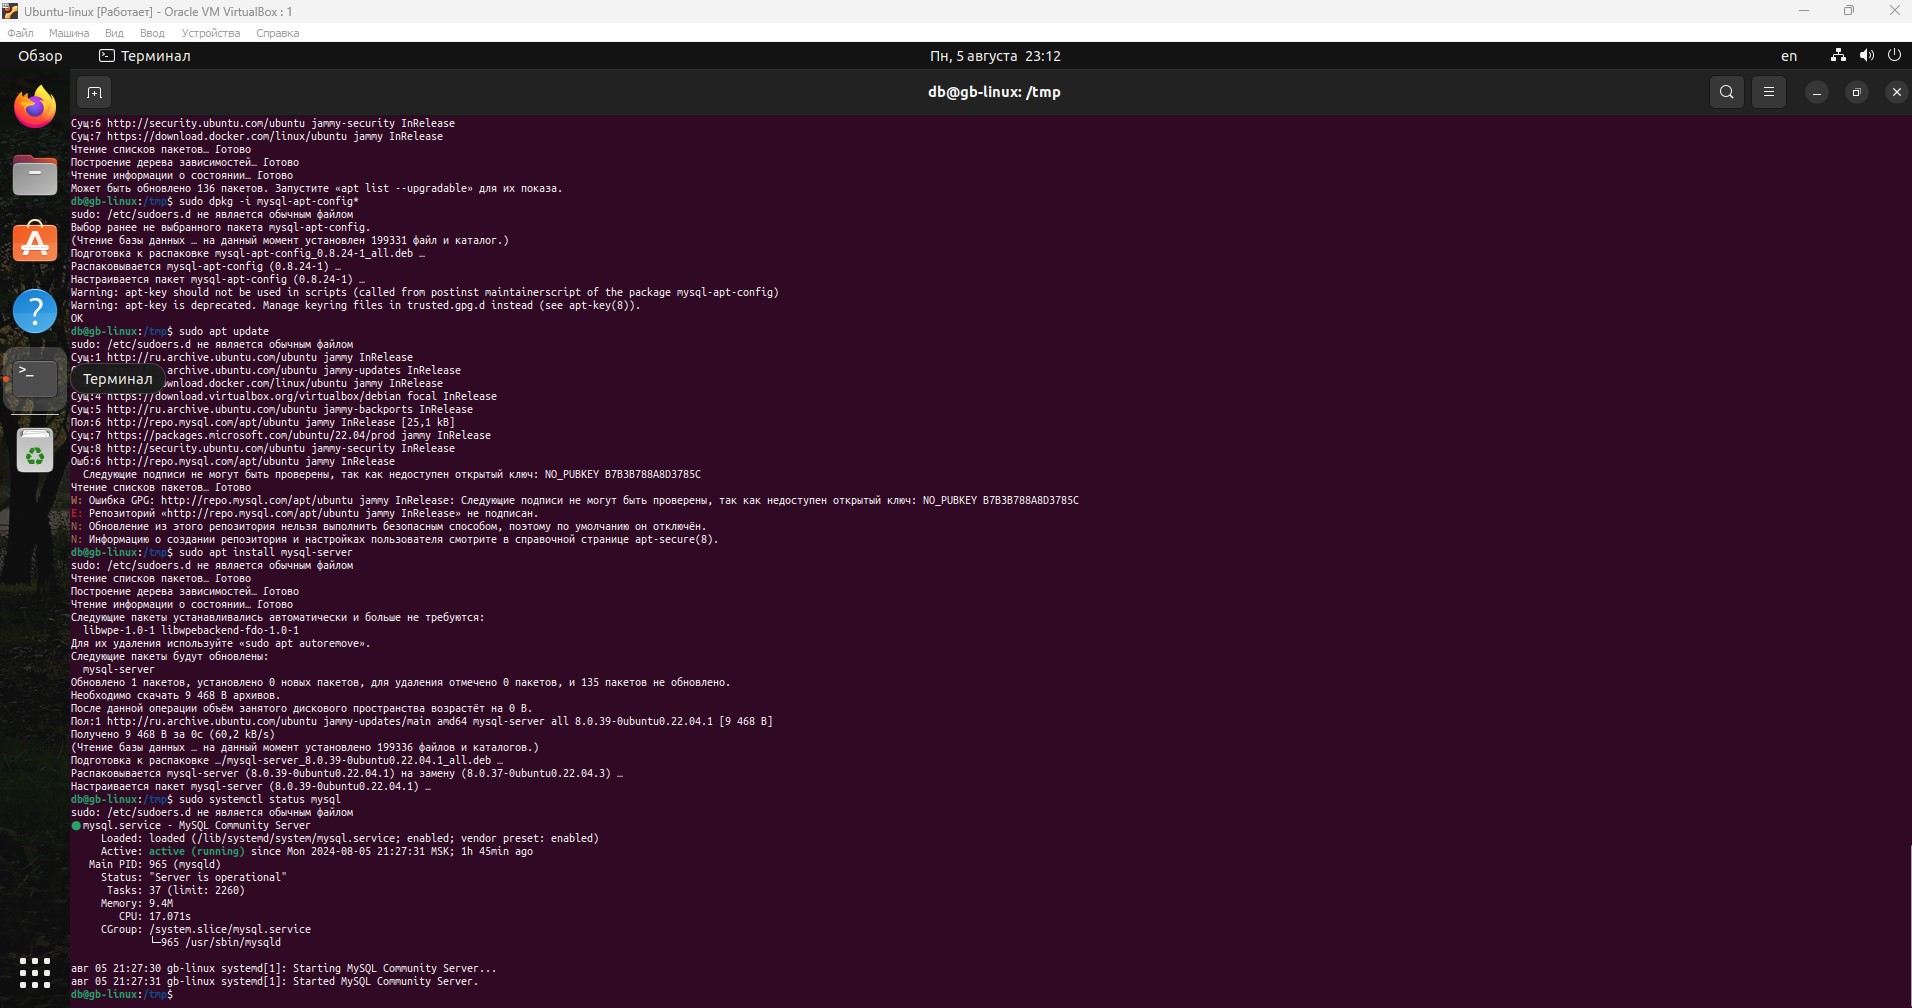 Ubuntu-linux [Работает] - Oracle VM VirtualBox : 1
Файл Машина Вид Ввод Устройства Справка
Обзор Терминал Пн, 5 августа 23:12 en
db@gb-linux: /tmp
Сущ:6 http://security.ubuntu.com/ubuntu jammy-security InRelease
Сущ:7 https://download.docker.com/linux/ubuntu jammy InRelease
Чтение списков пакетов… Готово
Построение дерева зависимостей… Готово
Чтение информации о состоянии… Готово
Может быть обновлено 136 пакетов. Запустите «apt list --upgradable» для их показа.
db@gb-linux:/tmp$ sudo dpkg -i mysql-apt-config*
sudo: /etc/sudoers.d не является обычным файлом
Выбор ранее не выбранного пакета mysql-apt-config.
(Чтение базы данных … на данный момент установлен 199331 файл и каталог.)
Подготовка к распаковке mysql-apt-config_0.8.24-1_all.deb …
Распаковывается mysql-apt-config (0.8.24-1) …
Настраивается пакет mysql-apt-config (0.8.24-1) …
Warning: apt-key should not be used in scripts (called from postinst maintainerscript of the package mysql-apt-config)
Warning: apt-key is deprecated. Manage keyring files in trusted.gpg.d instead (see apt-key(8)).
OK
db@gb-linux:/tmp$ sudo apt update
sudo: /etc/sudoers.d не является обычным файлом
Сущ:1 http://ru.archive.ubuntu.com/ubuntu jammy InRelease
.archive.ubuntu.com/ubuntu jammy-updates InRelease
wnload.docker.com/linux/ubuntu jammy InRelease
Терминал
Сущ:4 https://download.virtualbox.org/virtualbox/debian focal InRelease
Сущ:5 http://ru.archive.ubuntu.com/ubuntu jammy-backports InRelease
Пол:6 http://repo.mysql.com/apt/ubuntu jammy InRelease [25,1 kB]
Сущ:7 https://packages.microsoft.com/ubuntu/22.04/prod jammy InRelease
Сущ:8 http://security.ubuntu.com/ubuntu jammy-security InRelease
Ошб:6 http://repo.mysql.com/apt/ubuntu jammy InRelease
Следующие подписи не могут быть проверены, так как недоступен открытый ключ: NO_PUBKEY B7B3B788A8D3785C
Чтение списков пакетов… Готово
W: Ошибка GPG: http://repo.mysql.com/apt/ubuntu jammy InRelease: Следующие подписи не могут быть проверены, так как недоступен открытый ключ: NO_PUBKEY B7B3B788A8D3785C
E: Репозиторий «http://repo.mysql.com/apt/ubuntu jammy InRelease» не подписан.
N: Обновление из этого репозитория нельзя выполнить безопасным способом, поэтому по умолчанию он отключён.
N: Информацию о создании репозитория и настройках пользователя смотрите в справочной странице apt-secure(8).
db@gb-linux:/tmp$ sudo apt install mysql-server
sudo: /etc/sudoers.d не является обычным файлом
Чтение списков пакетов… Готово
Построение дерева зависимостей… Готово
Чтение информации о состоянии… Готово
Следующие пакеты устанавливались автоматически и больше не требуются:
libwpe-1.0-1 libwpebackend-fdo-1.0-1
Для их удаления используйте «sudo apt autoremove».
Следующие пакеты будут обновлены:
mysql-server
Обновлено 1 пакетов, установлено 0 новых пакетов, для удаления отмечено 0 пакетов, и 135 пакетов не обновлено.
Необходимо скачать 9 468 B архивов.
После данной операции объём занятого дискового пространства возрастёт на 0 B.
Пол:1 http://ru.archive.ubuntu.com/ubuntu jammy-updates/main amd64 mysql-server all 8.0.39-0ubuntu0.22.04.1 [9 468 B]
Получено 9 468 B за 0с (60,2 kB/s)
(Чтение базы данных … на данный момент установлено 199336 файлов и каталогов.)
Подготовка к распаковке …/mysql-server_8.0.39-0ubuntu0.22.04.1_all.deb …
Распаковывается mysql-server (8.0.39-0ubuntu0.22.04.1) на замену (8.0.37-0ubuntu0.22.04.3) …
Настраивается пакет mysql-server (8.0.39-0ubuntu0.22.04.1) …
db@gb-linux:/tmp$ sudo systemctl status mysql
sudo: /etc/sudoers.d не является обычным файлом
mysql.service - MySQL Community Server
Loaded: loaded (/lib/systemd/system/mysql.service; enabled; vendor preset: enabled)
Active: active (running) since Mon 2024-08-05 21:27:31 MSK; 1h 45min ago
Main PID: 965 (mysqld)
Status: "Server is operational"
Tasks: 37 (limit: 2260)
Memory: 9.4M
CPU: 17.071s
CGroup: /system.slice/mysql.service
└─965 /usr/sbin/mysqld
авг 05 21:27:30 gb-linux systemd[1]: Starting MySQL Community Server...
авг 05 21:27:31 gb-linux systemd[1]: Started MySQL Community Server.
db@gb-linux:/tmp$